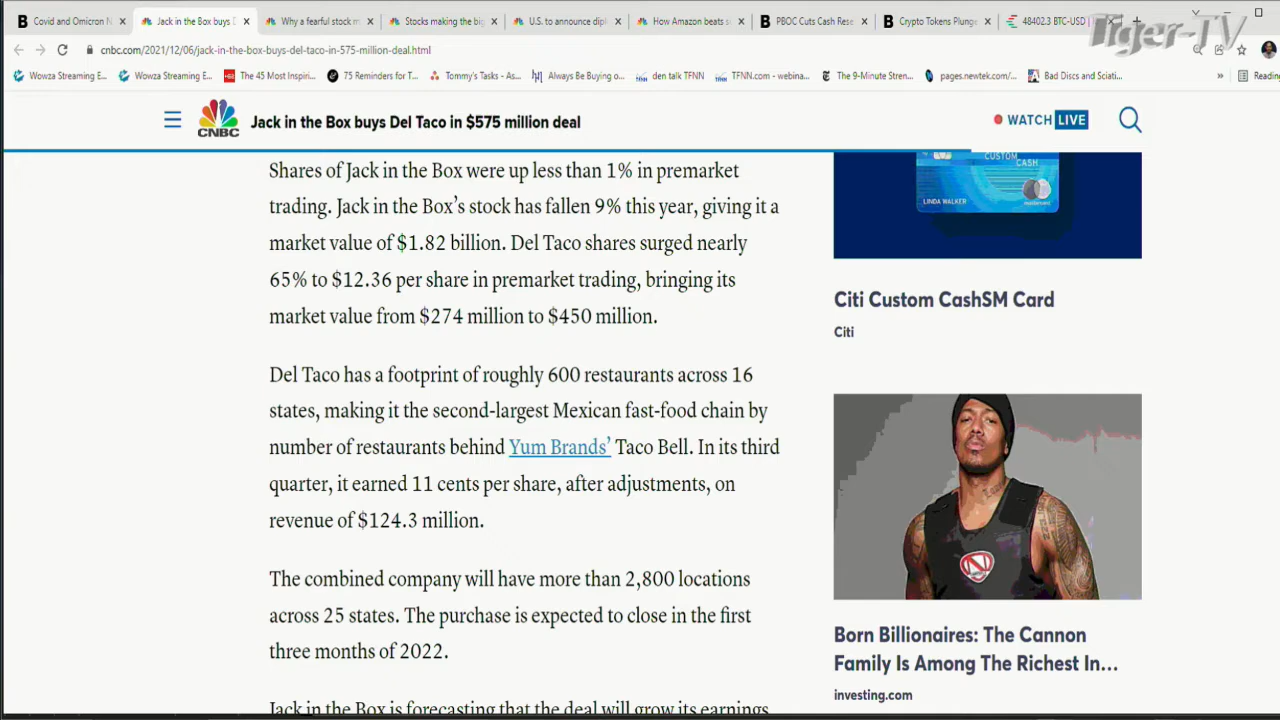 Covid and Omicron N
Jack in the Box buys D
Why a fearful stock m
Stocks making the big
U.S. to announce dipl
How Amazon beats s
PBOC Cuts Cash Rese
Crypto Tokens Plunge
48402.3 BTC-USD |
Tiger-TV
cnbc.com/2021/12/06/jack-in-the-box-buys-del-taco-in-575-million-deal.html
Wowza Streaming E...
Wowza Streaming E...
The 45 Most Inspiri...
75 Reminders for T...
Tommy's Tasks - As...
Always Be Buying o...
den talk TFNN
TFNN.com - webina...
The 9-Minute Stren...
pages.newtek.com/...
Bad Discs and Sciati...
»
Reading
CNBC
Jack in the Box buys Del Taco in $575 million deal
WATCH LIVE
Shares of Jack in the Box were up less than 1% in premarket
trading. Jack in the Box’s stock has fallen 9% this year, giving it a
market value of $1.82 billion. Del Taco shares surged nearly
65% to $12.36 per share in premarket trading, bringing its
market value from $274 million to $450 million.
Del Taco has a footprint of roughly 600 restaurants across 16
states, making it the second-largest Mexican fast-food chain by
number of restaurants behind Yum Brands’ Taco Bell. In its third
quarter, it earned 11 cents per share, after adjustments, on
revenue of $124.3 million.
The combined company will have more than 2,800 locations
across 25 states. The purchase is expected to close in the first
three months of 2022.
Jack in the Box is forecasting that the deal will grow its earnings
CUSTOM
CASH
LINDA WALKER
mastercard
Citi Custom CashSM Card
Citi
N
Born Billionaires: The Cannon
Family Is Among The Richest In...
investing.com